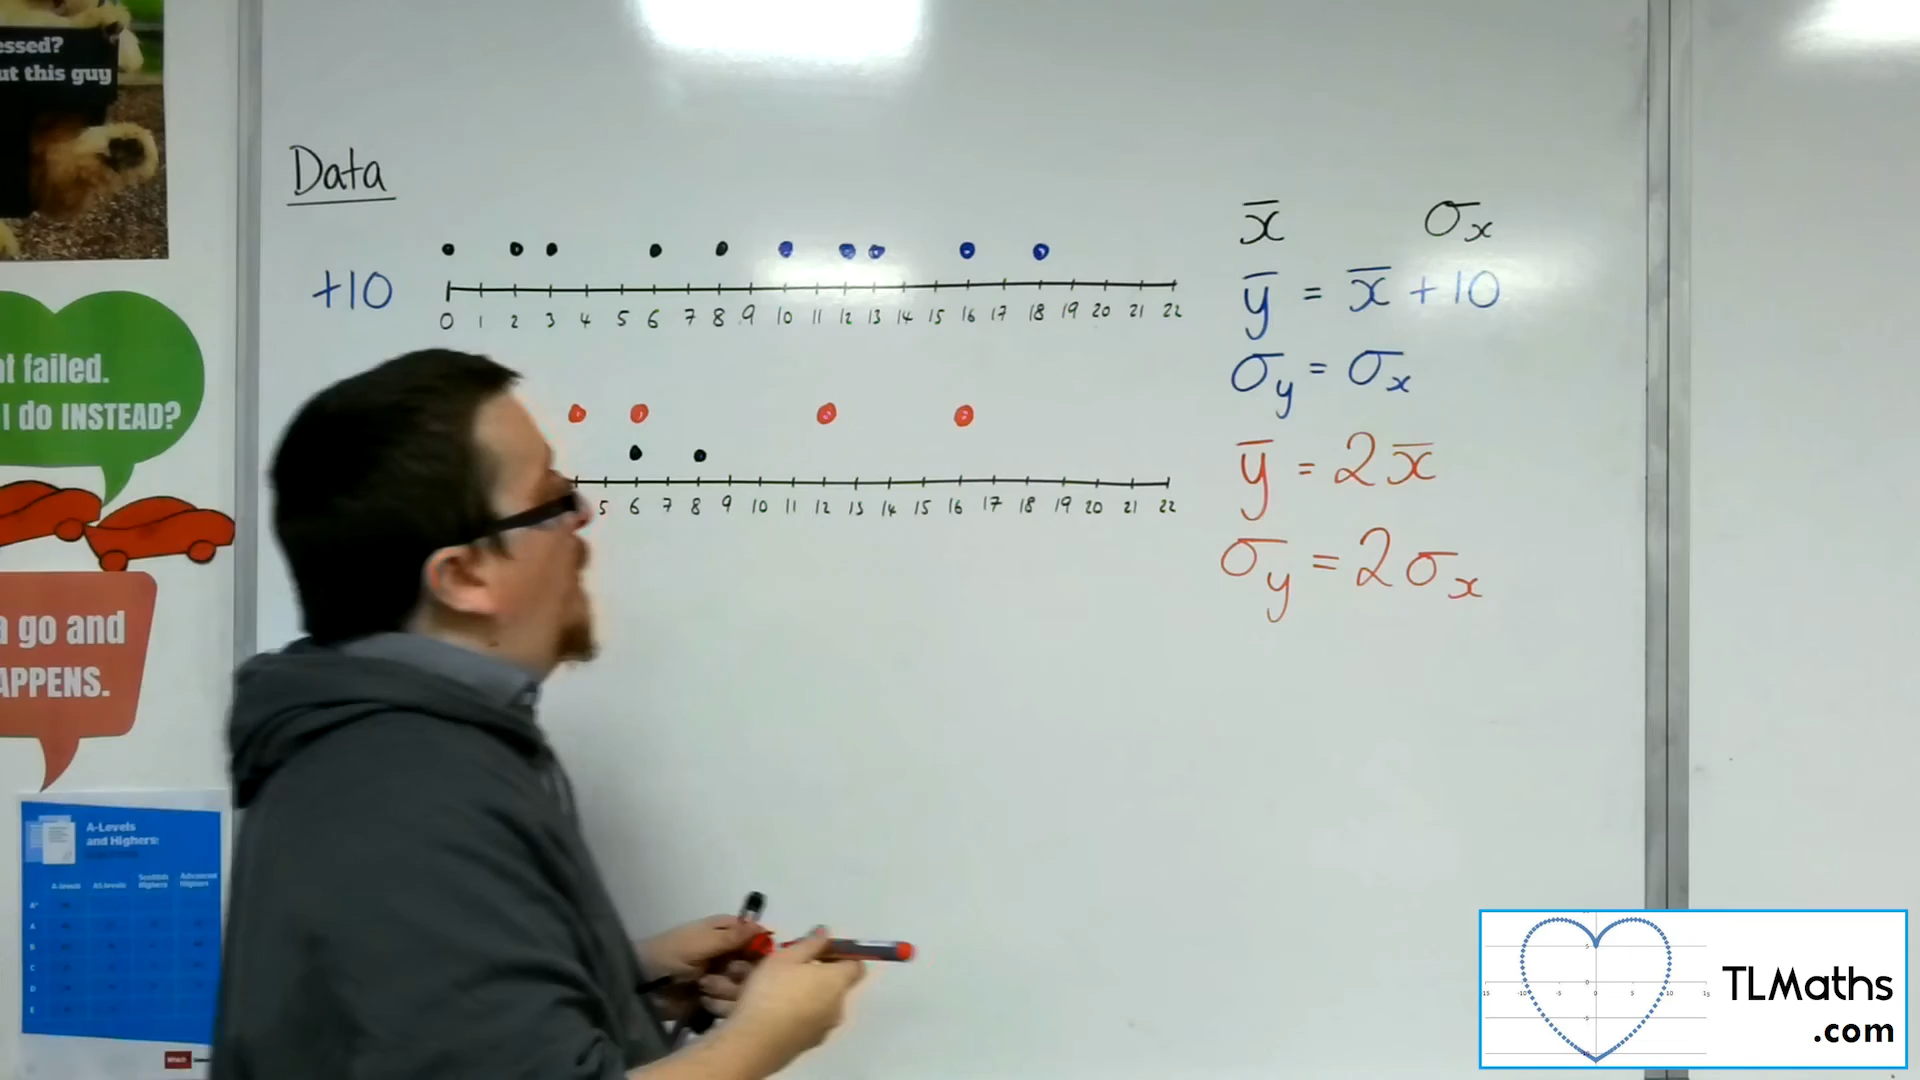 essed?
ut this guy
Data
x̄ σx
+10
ȳ = x̄ + 10
0 1 2 3 4 5 6 7 8 9 10 11 12 13 14 15 16 17 18 19 20 21 22
σy = σx
t failed.
I do INSTEAD?
ȳ = 2x̄
5 6 7 8 9 10 11 12 13 14 15 16 17 18 19 20 21 22
σy = 2σx
go and
APPENS.
A-Levels
and Highers:
TLMaths
.com